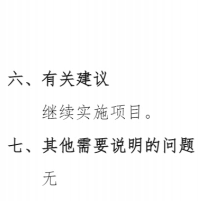 六、有关建议
继续实施项目。
七、其他需要说明的问题
无